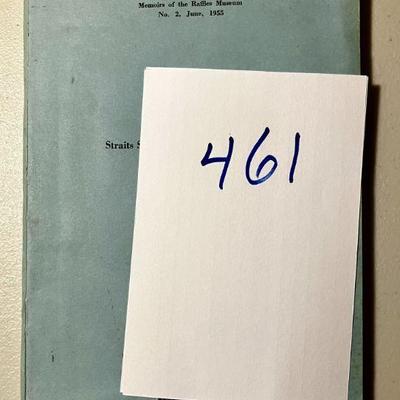 Memoirs of the Raffles Museum
No. 2, June, 1955
Straits
461